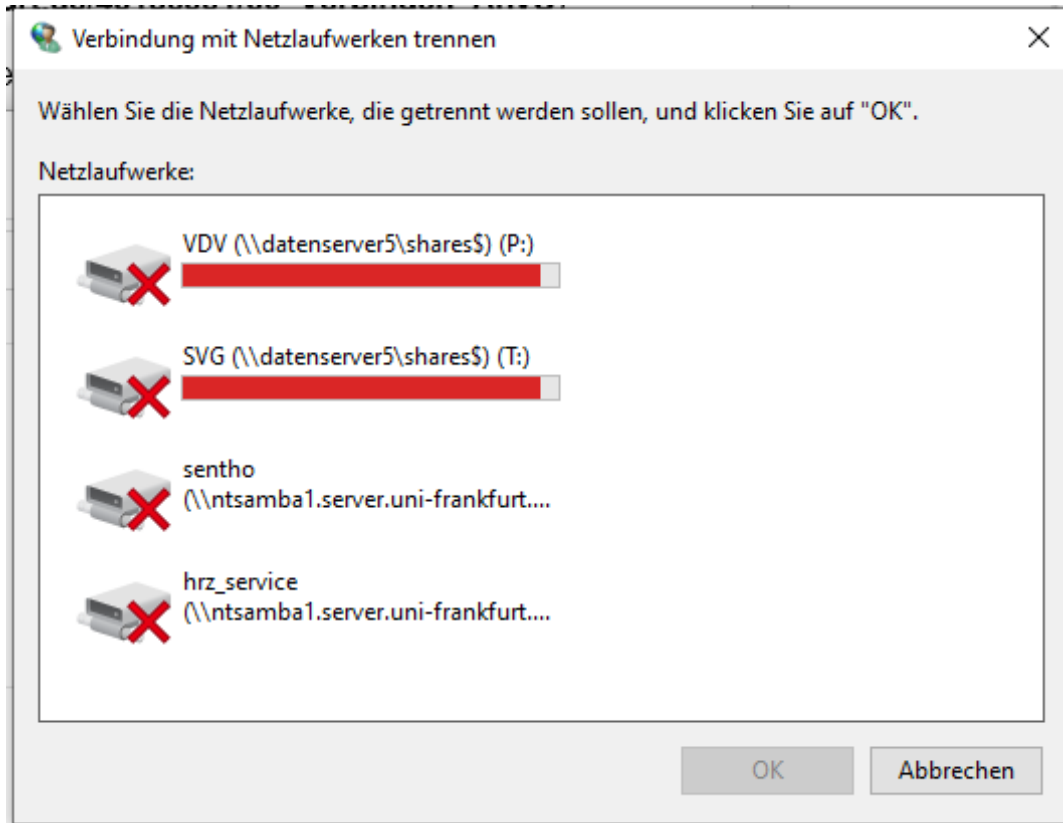 Verbindung mit Netzlaufwerken trennen
Wählen Sie die Netzlaufwerke, die getrennt werden sollen, und klicken Sie auf "OK".
Netzlaufwerke:
VDV (\\datenserver5\shares$) (P:)
SVG (\\datenserver5\shares$) (T:)
sentho
(\\ntsamba1.server.uni-frankfurt....
hrz_service
(\\ntsamba1.server.uni-frankfurt....
OK
Abbrechen